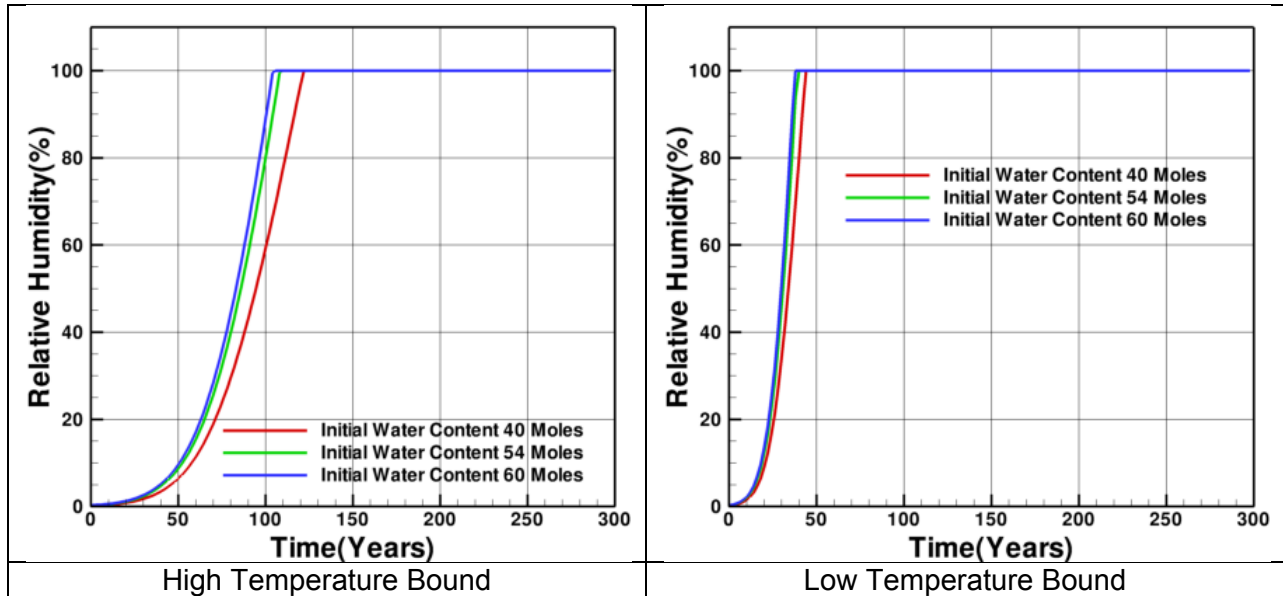 Relative Humidity(%)
100
80
60
40
20
0
Initial Water Content 40 Moles
Initial Water Content 54 Moles
Initial Water Content 60 Moles
0 50 100 150 200 250 300
Time(Years)
High Temperature Bound
Relative Humidity(%)
100
80
60
40
20
0
Initial Water Content 40 Moles
Initial Water Content 54 Moles
Initial Water Content 60 Moles
0 50 100 150 200 250 300
Time(Years)
Low Temperature Bound